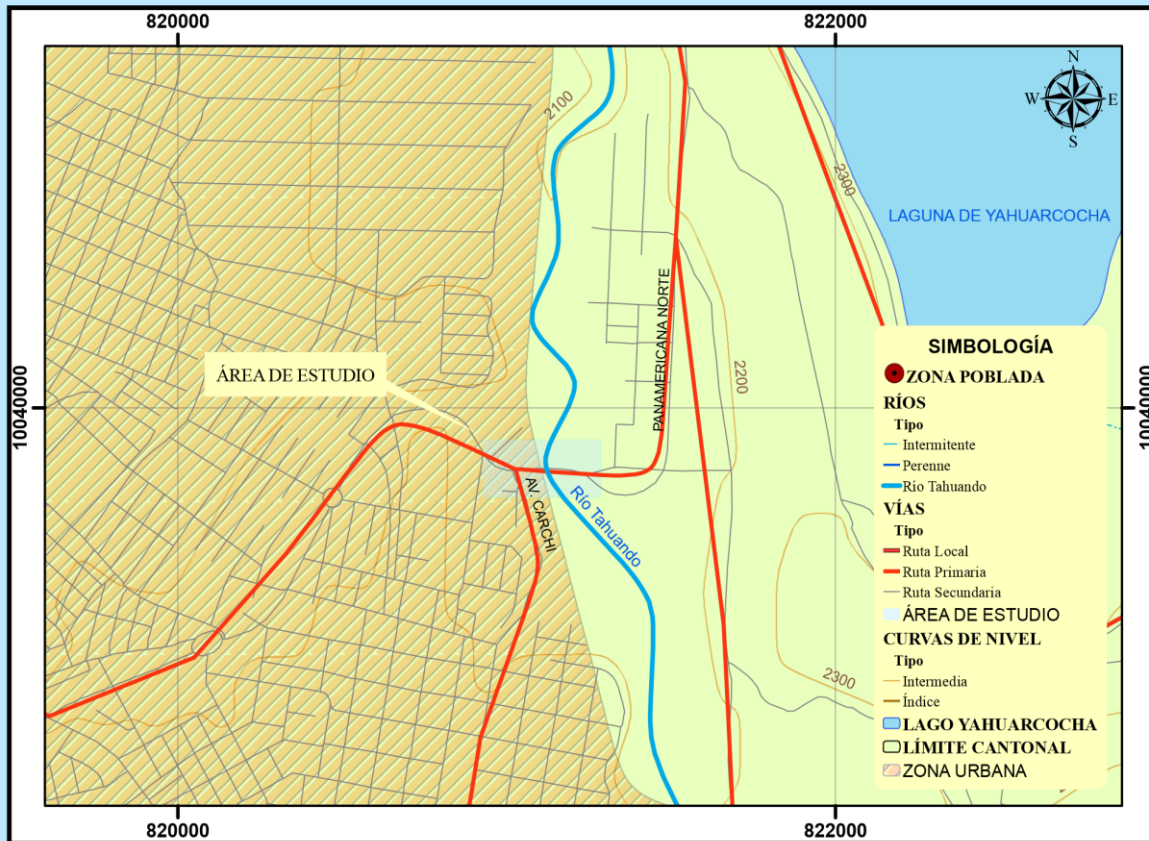 820000
822000
N
W
E
S
2100
2300
LAGUNA DE YAHUARCOCHA
PANAMERICANA NORTE
ÁREA DE ESTUDIO
2200
10040000
10040000
AV. CARCHI
Río Tahuando
2300
SIMBOLOGÍA
ZONA POBLADA
RÍOS
Tipo
Intermitente
Perenne
Río Tahuando
VÍAS
Tipo
Ruta Local
Ruta Primaria
Ruta Secundaria
ÁREA DE ESTUDIO
CURVAS DE NIVEL
Tipo
Intermedia
Índice
LAGO YAHUARCOCHA
LÍMITE CANTONAL
ZONA URBANA
820000
822000